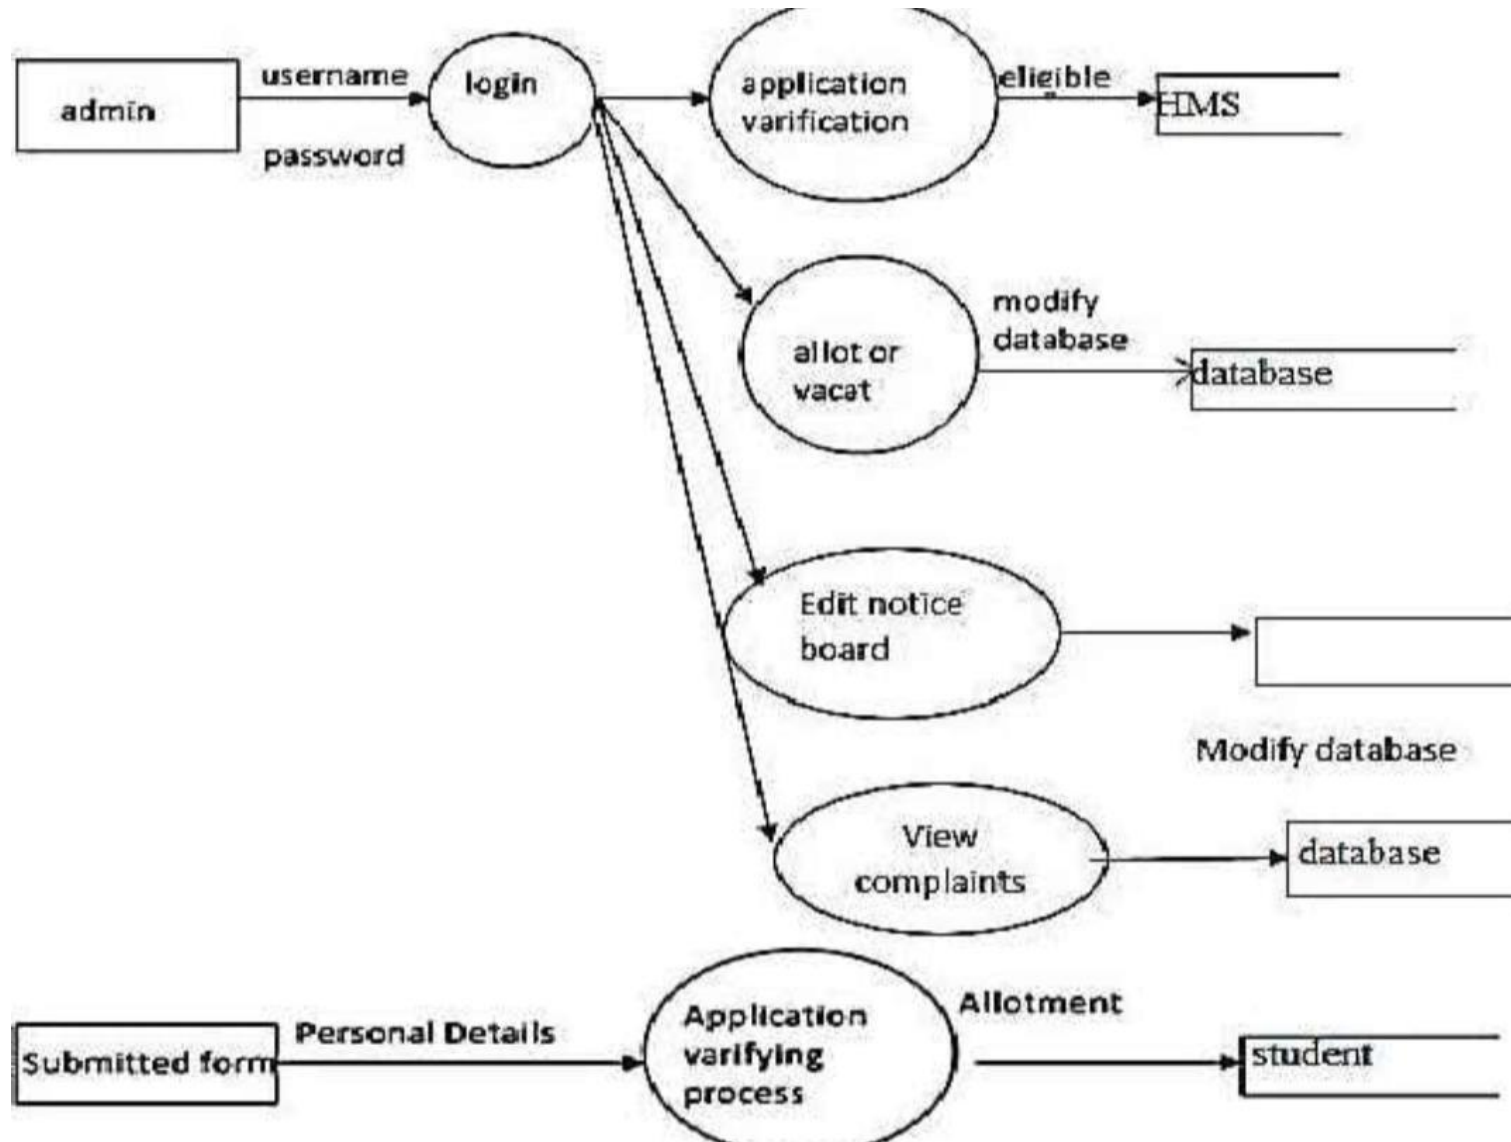 admin
username
password
login
application
varification
eligible
HMS
allot or
vacat
modify
database
database
Edit notice
board
Modify database
View
complaints
database
Submitted form
Personal Details
Application
varifying
process
Allotment
student